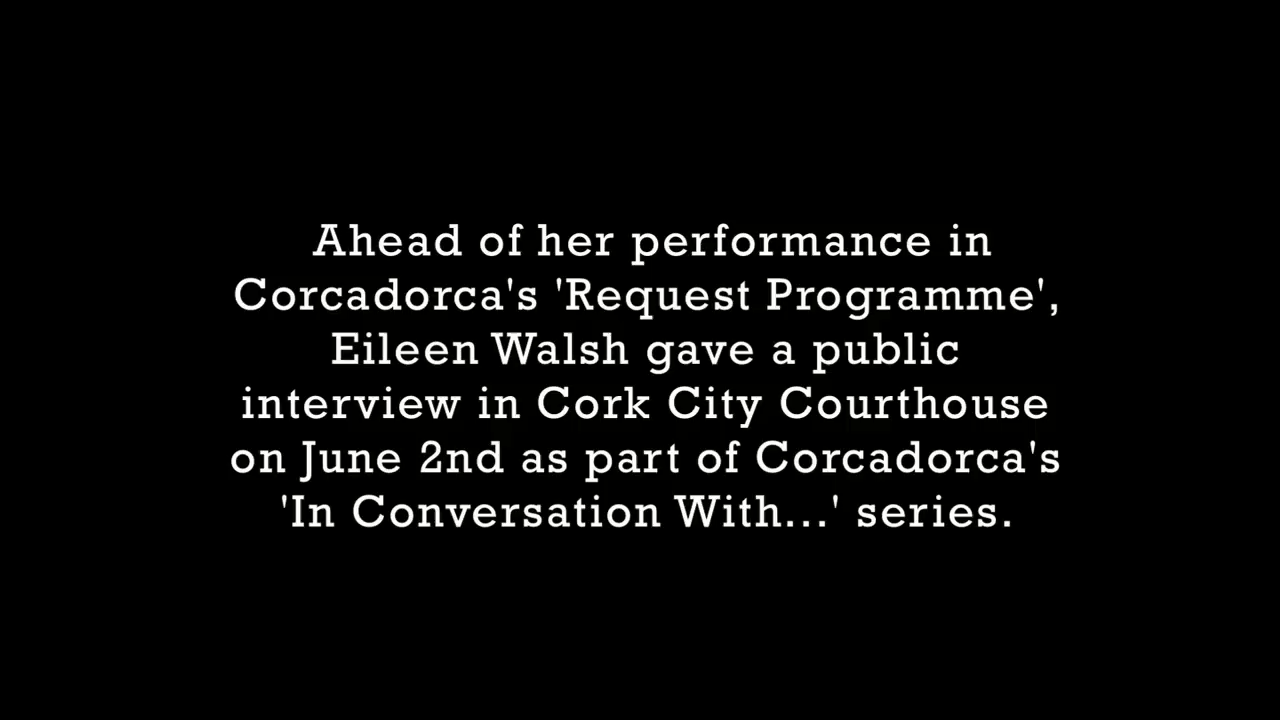 Ahead of her performance in
Corcadorca's 'Request Programme',
Eileen Walsh gave a public
interview in Cork City Courthouse
on June 2nd as part of Corcadorca's
'In Conversation With...' series.